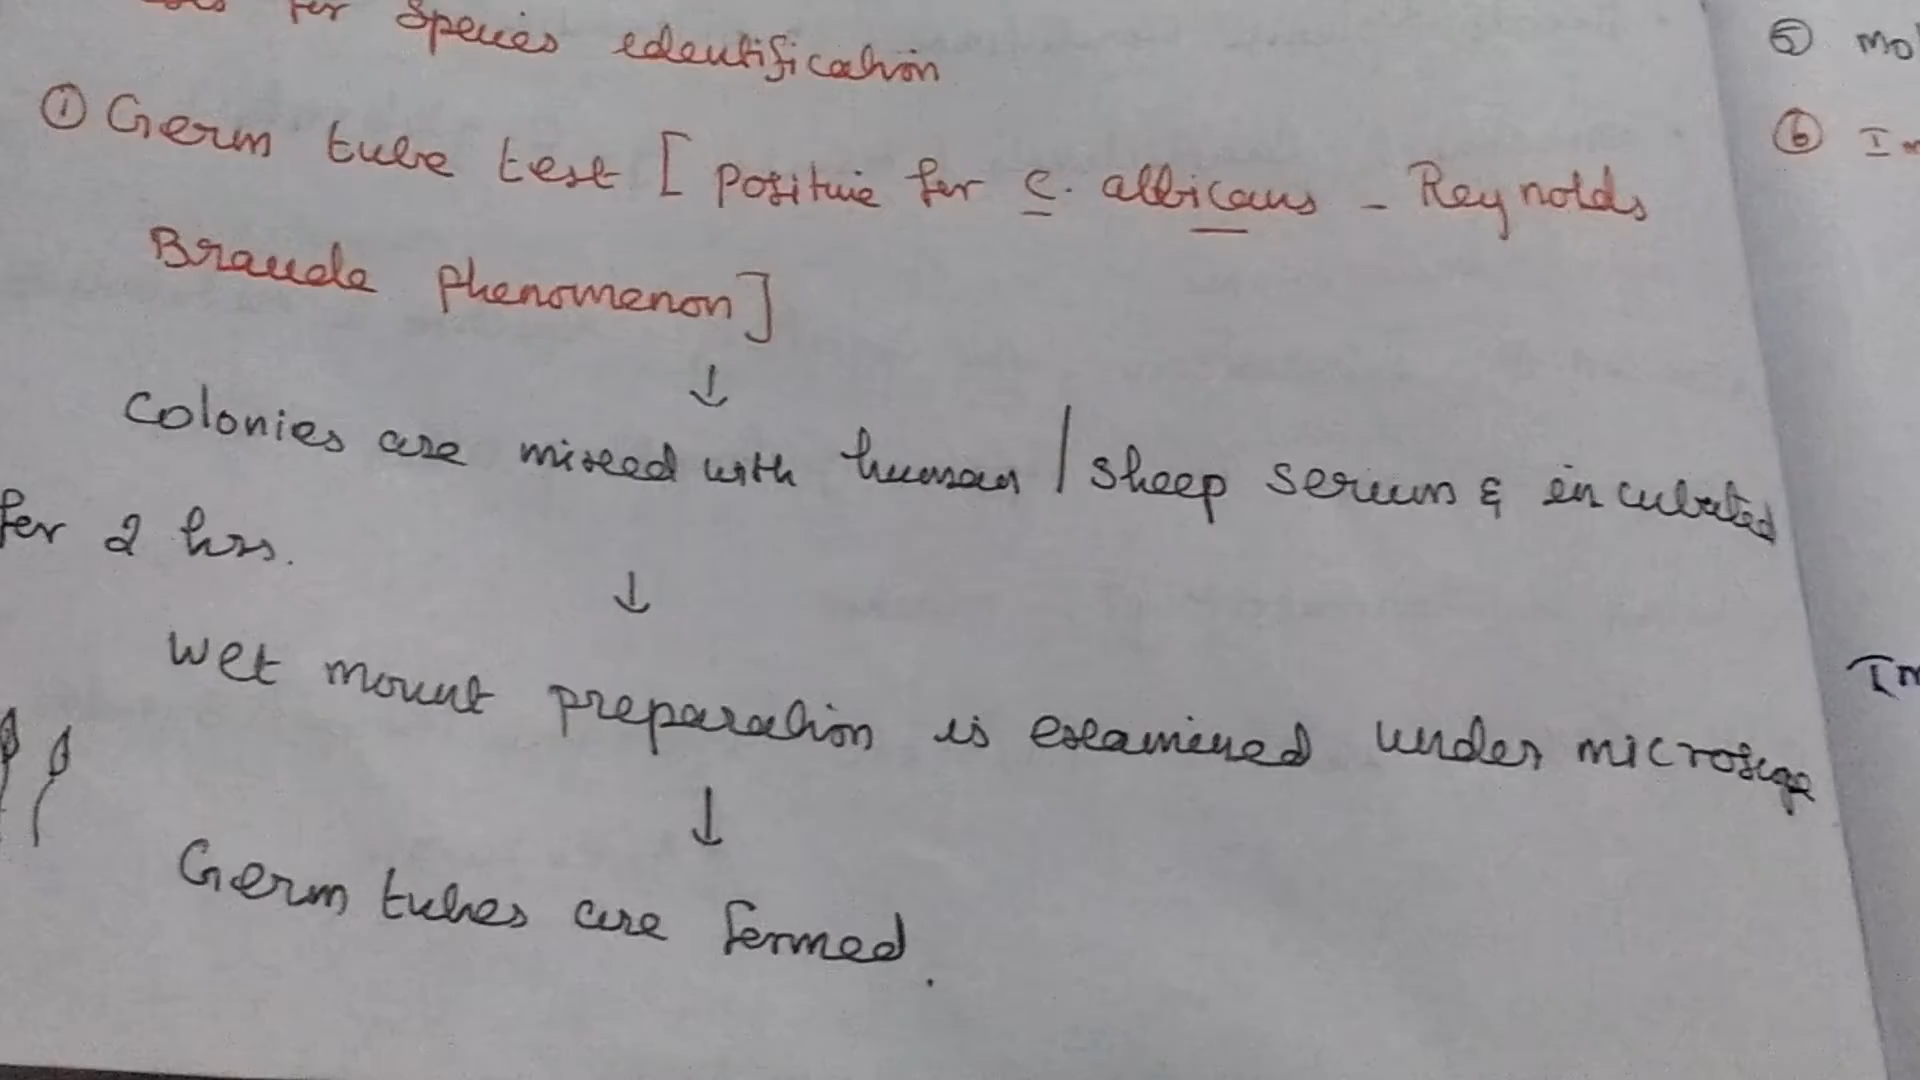 for Species identification
① Germ tube test [ Positive for C. albicans - Reynolds
Braude phenomenon]
↓
Colonies are mixed with human / sheep serum & incubated
for 2 hrs.
↓
Wet mount preparation is examined under microscope
↓
Germ tubes are formed.
⑤
⑥